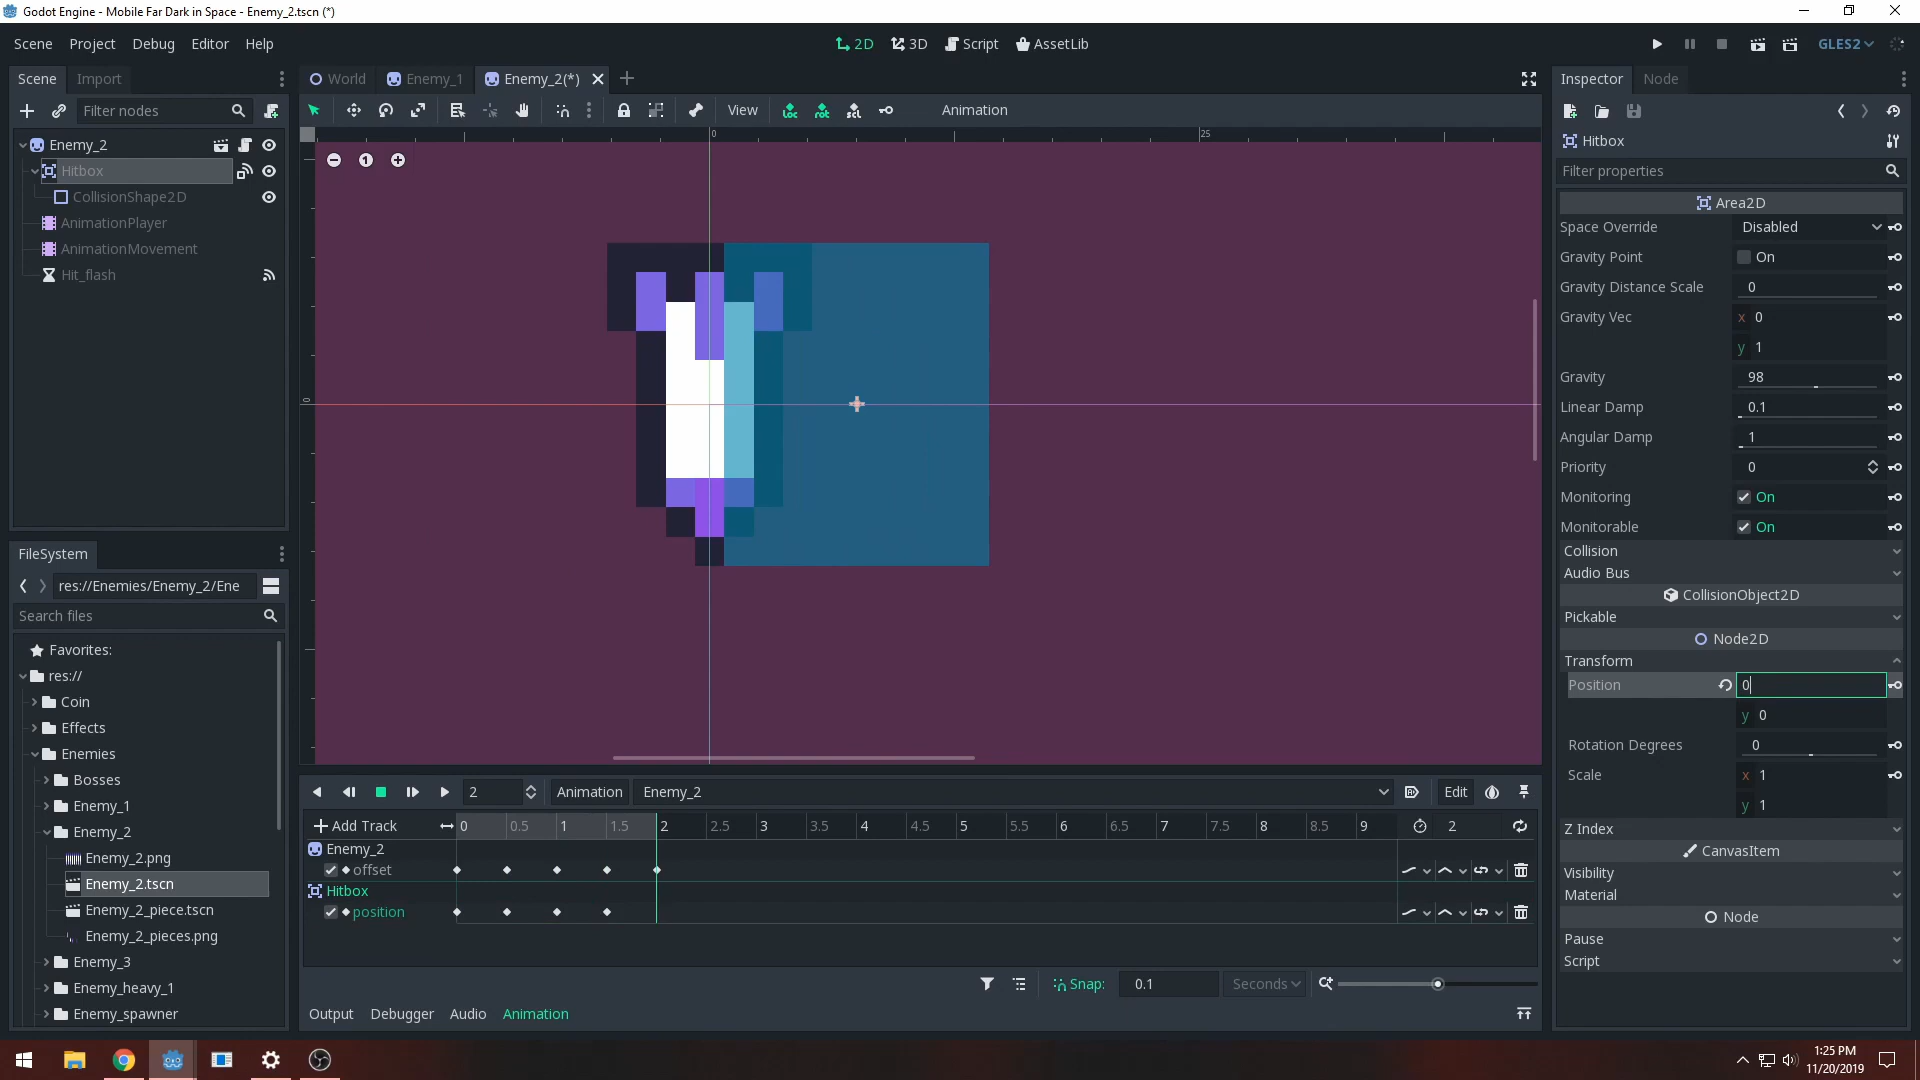 Godot Engine - Mobile Far Dark in Space - Enemy_2.tscn (*)
Scene Project Debug Editor Help
2D 3D Script AssetLib
GLES2
Scene Import
World Enemy_1 Enemy_2(*)
Inspector Node
Filter nodes
View
Animation
Enemy_2
Hitbox
CollisionShape2D
AnimationPlayer
AnimationMovement
Hit_flash
0
25
1
0
Hitbox
Filter properties
Area2D
Space Override Disabled
Gravity Point On
Gravity Distance Scale 0
Gravity Vec x 0
y 1
Gravity 98
Linear Damp 0.1
Angular Damp 1
Priority 0
Monitoring On
Monitorable On
Collision
Audio Bus
CollisionObject2D
Pickable
Node2D
Transform
Position 0
y 0
Rotation Degrees 0
Scale x 1
y 1
Z Index
CanvasItem
Visibility
Material
Node
Pause
Script
FileSystem
res://Enemies/Enemy_2/Ene
Search files
Favorites:
res://
Coin
Effects
Enemies
Bosses
Enemy_1
Enemy_2
Enemy_2.png
Enemy_2.tscn
Enemy_2_piece.tscn
Enemy_2_pieces.png
Enemy_3
Enemy_heavy_1
Enemy_spawner
2 Animation Enemy_2 Edit
Add Track 0 0.5 1 1.5 2 2.5 3 3.5 4 4.5 5 5.5 6 6.5 7 7.5 8 8.5 9 2
Enemy_2
offset
Hitbox
position
Snap: 0.1 Seconds
Output Debugger Audio Animation
1:25 PM
11/20/2019